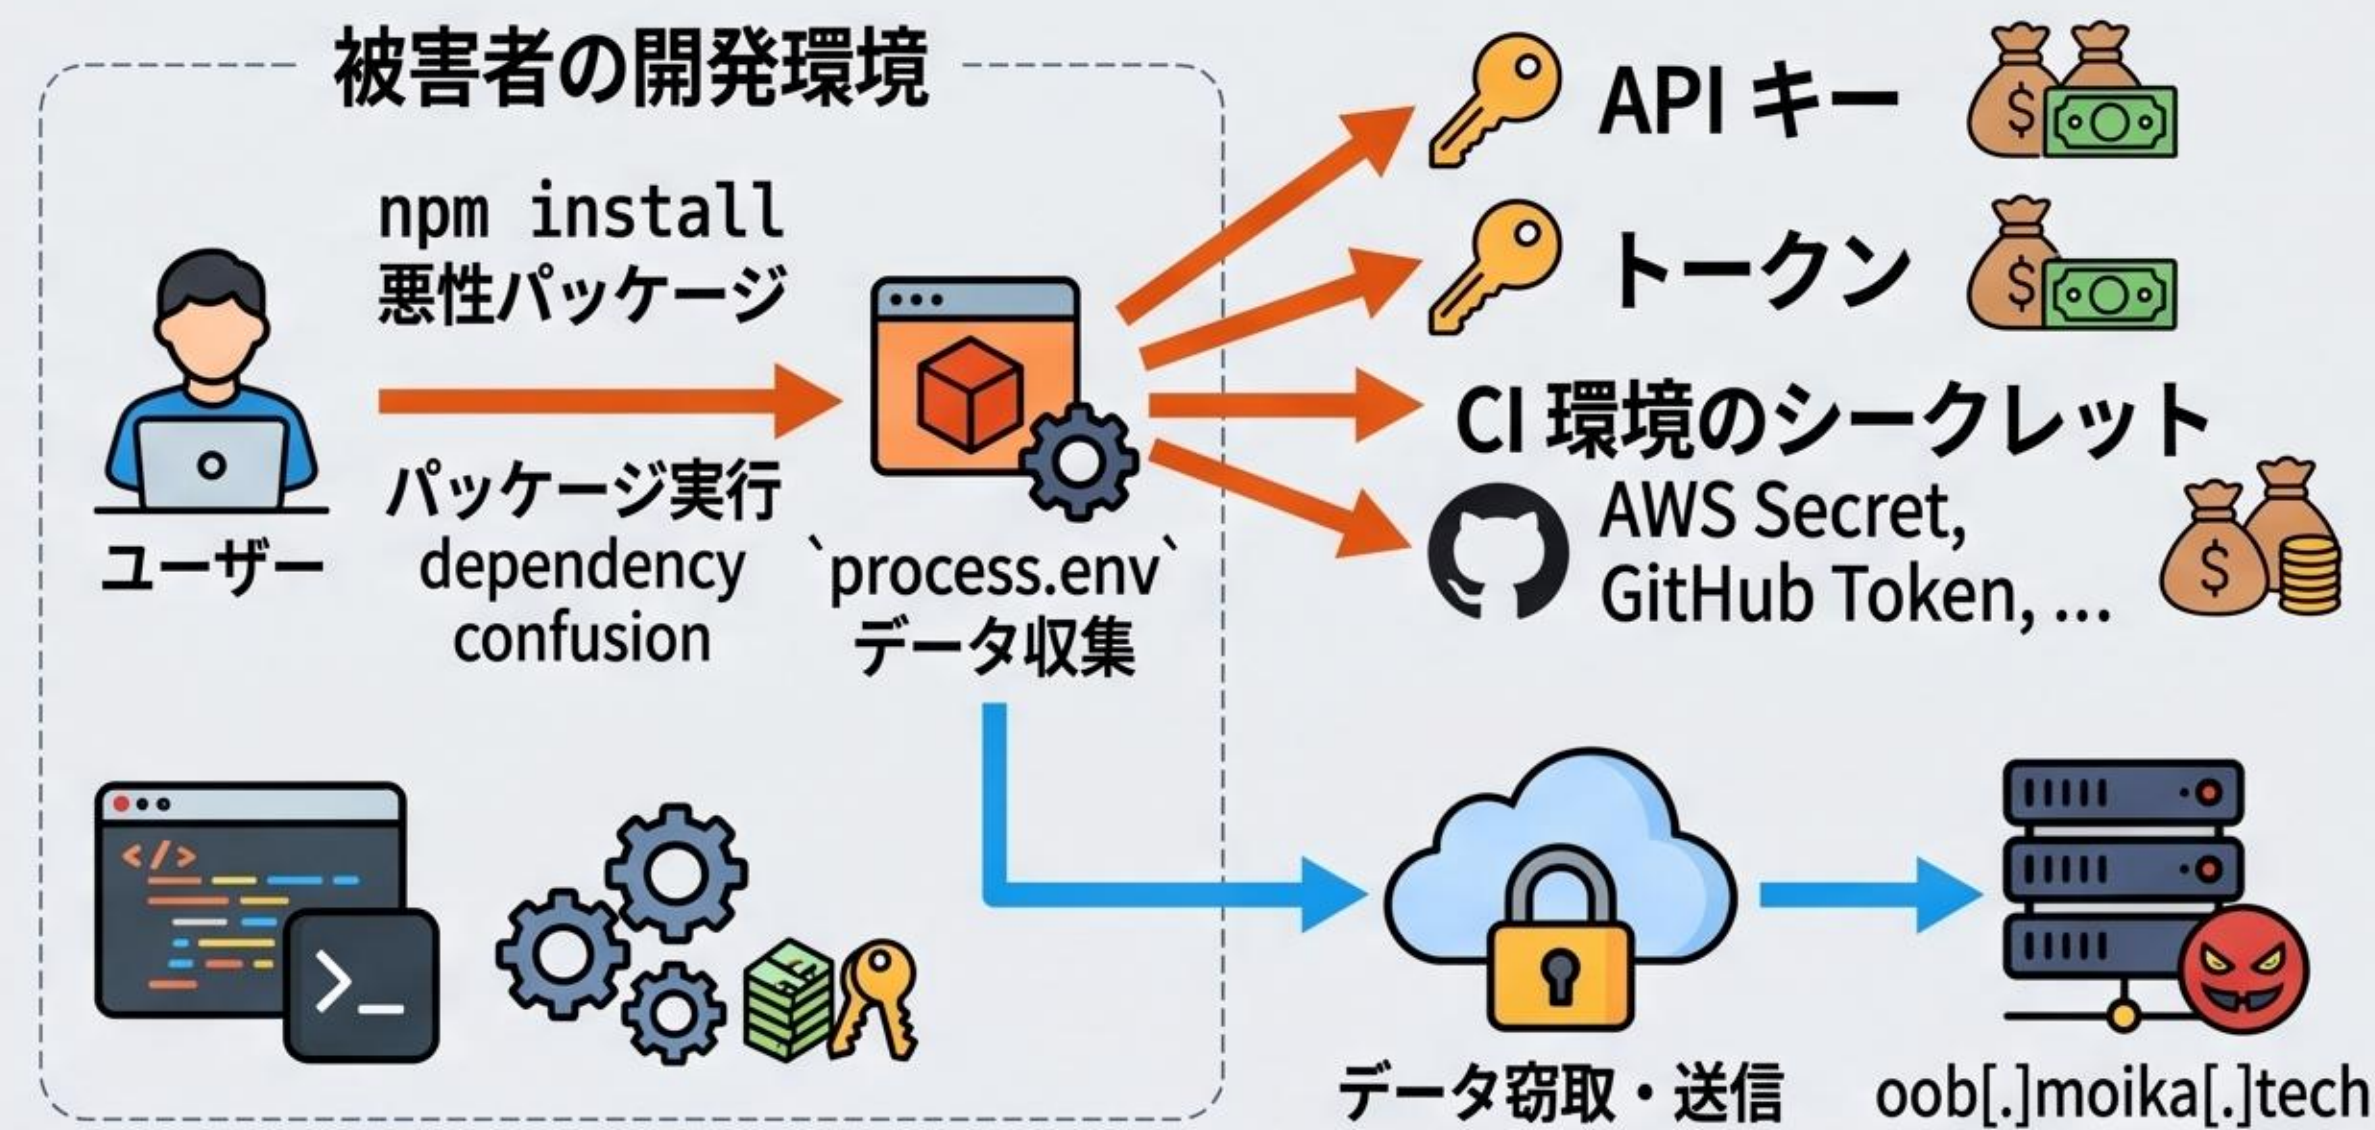 被害者の開発環境
npm install
悪性パッケージ
パッケージ実行
dependency
confusion
ユーザー
`process.env`
データ収集
API キー
トークン
CI 環境のシークレット
AWS Secret,
GitHub Token, ...
</>
>_
データ窃取・送信
oob[.]moika[.]tech